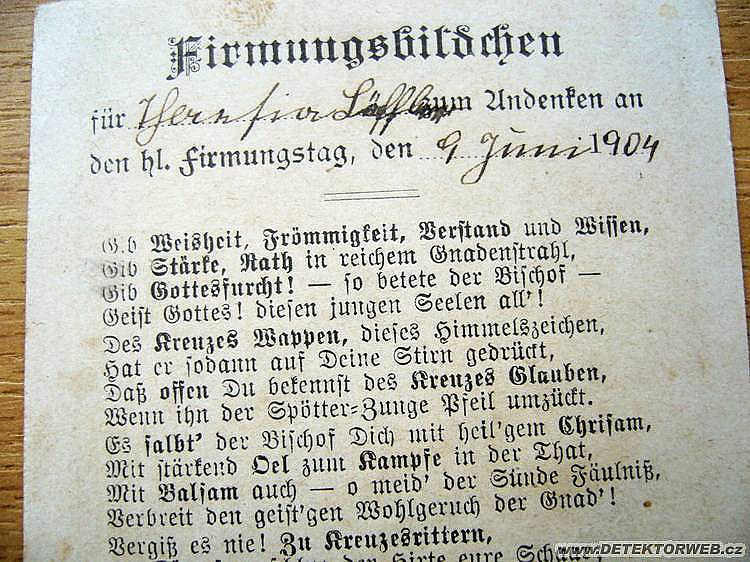 Firmungsbildchen
für Theresia Löffler zum Andenken an
den hl. Firmungstag, den 9 Juni 1904
Gib Weisheit, Frömmigkeit, Verstand und Wissen,
Gib Stärke, Rath in reichem Gnadenstrahl,
Gib Gottesfurcht! — so betete der Bischof —
Geist Gottes! diesen jungen Seelen all'!
Des Kreuzes Wappen, dieses Himmelszeichen,
Hat er sodann auf Deine Stirn gedrückt,
Daß offen Du bekennst des Kreuzes Glauben,
Wenn ihn der Spötter-Zunge Pfeil umzückt.
Es salbt' der Bischof Dich mit heil'gem Chrisam,
Mit stärkend Oel zum Kampfe in der That,
Mit Balsam auch — o meid' der Sünde Fäulniß,
Verbreit den geist'gen Wohlgeruch der Gnad'!
Vergiß es nie! Zu Kreuzesrittern,
der Hirte eure
www.DETEKTORWEB.cz